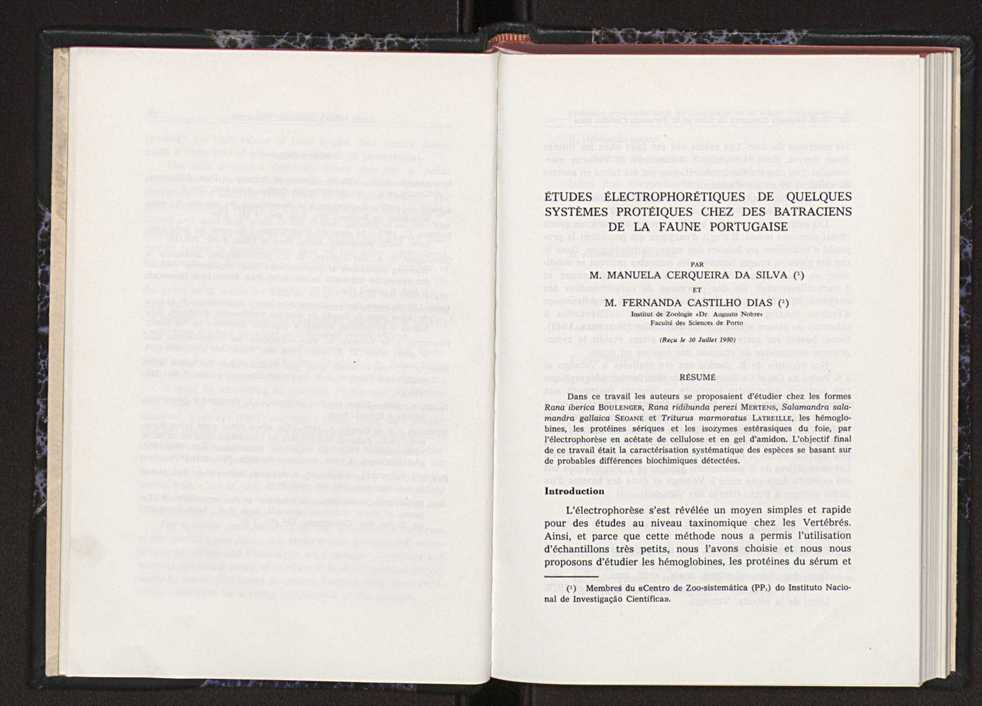 ÉTUDES ÉLECTROPHORÉTIQUES DE QUELQUES
SYSTÈMES PROTÉIQUES CHEZ DES BATRACIENS
DE LA FAUNE PORTUGAISE
PAR
M. MANUELA CERQUEIRA DA SILVA (¹)
ET
M. FERNANDA CASTILHO DIAS (¹)
Institut de Zoologie «Dr. Augusto Nobre»
Faculté des Sciences de Porto
(Reçu le 30 Juillet 1980)
RÉSUMÉ
Dans ce travail les auteurs se proposaient d'étudier chez les formes
Rana iberica BOULENGER, Rana ridibunda perezi MERTENS, Salamandra sala-
mandra gallaica SEOANE et Triturus marmoratus LATREILLE, les hémoglo-
bines, les protéines sériques et les isozymes estérasiques du foie, par
l'électrophorèse en acétate de cellulose et en gel d'amidon. L'objectif final
de ce travail était la caractérisation systématique des espèces se basant sur
de probables différences biochimiques détectées.
Introduction
L'électrophorèse s'est révélée un moyen simples et rapide
pour des études au niveau taxinomique chez les Vertébrés.
Ainsi, et parce que cette méthode nous a permis l'utilisation
d'échantillons très petits, nous l'avons choisie et nous nous
proposons d'étudier les hémoglobines, les protéines du sérum et
(¹) Membres du «Centro de Zoo-sistemática (PP,) do Instituto Nacio-
nal de Investigação Científica».